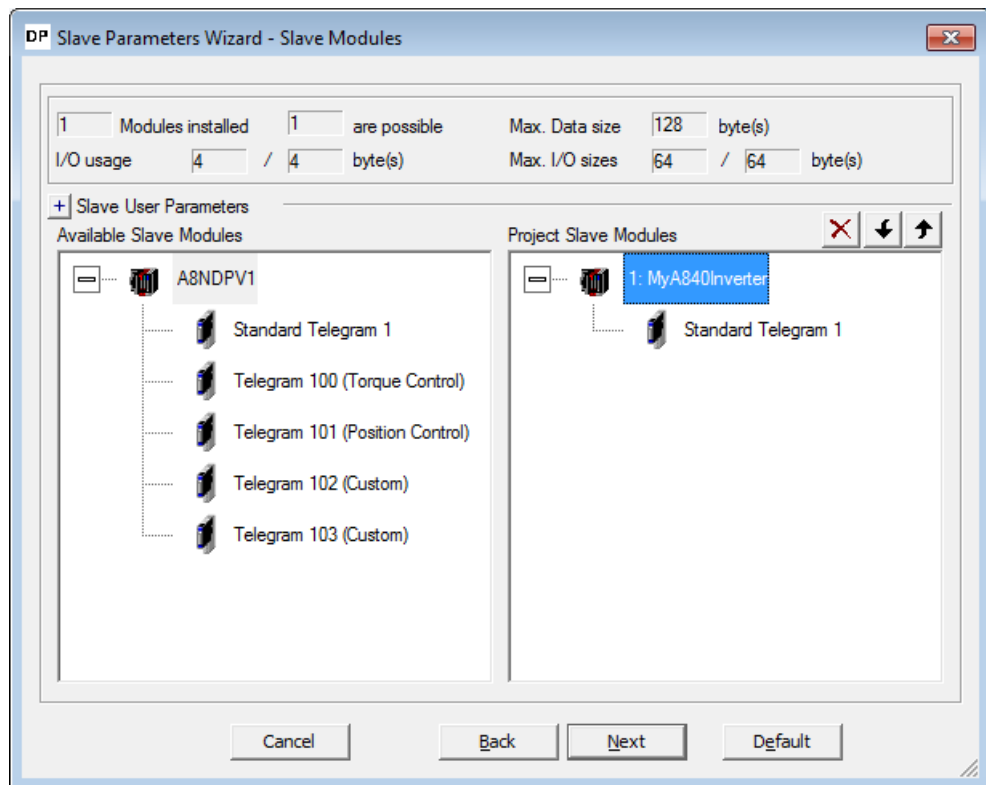 DP Slave Parameters Wizard - Slave Modules
1 Modules installed 1 are possible Max. Data size 128 byte(s)
I/O usage 4 / 4 byte(s) Max. I/O sizes 64 / 64 byte(s)
+ Slave User Parameters
Available Slave Modules Project Slave Modules
A8NDPV1 1: MyA840Inverter
Standard Telegram 1 Standard Telegram 1
Telegram 100 (Torque Control)
Telegram 101 (Position Control)
Telegram 102 (Custom)
Telegram 103 (Custom)
Cancel Back Next Default